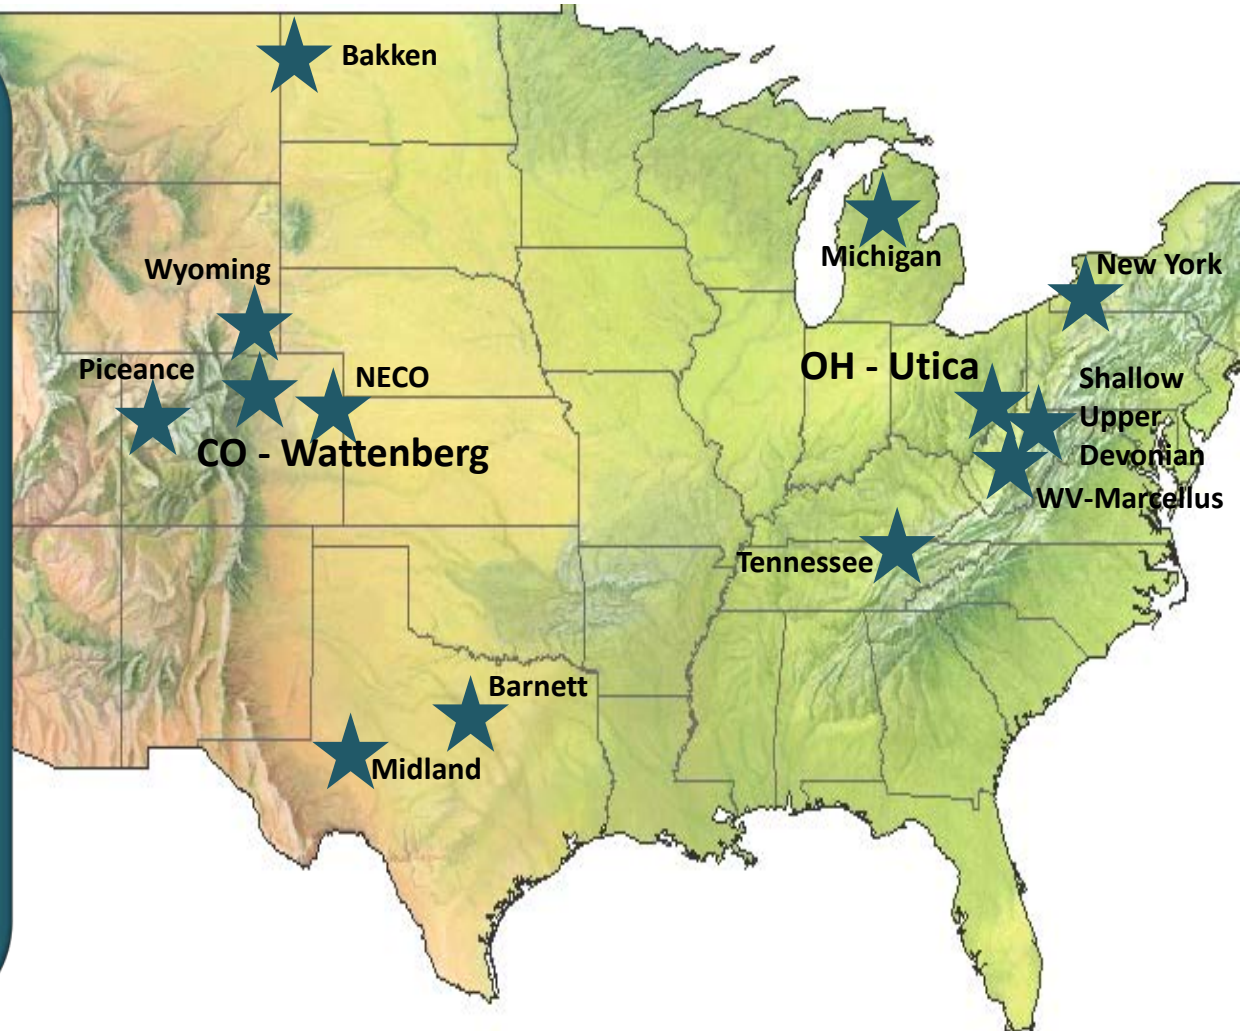 Bakken
Michigan
Wyoming
New York
Piceance
NECO
OH - Utica
Shallow
Upper
Devonian
CO - Wattenberg
WV-Marcellus
Tennessee
Barnett
Midland